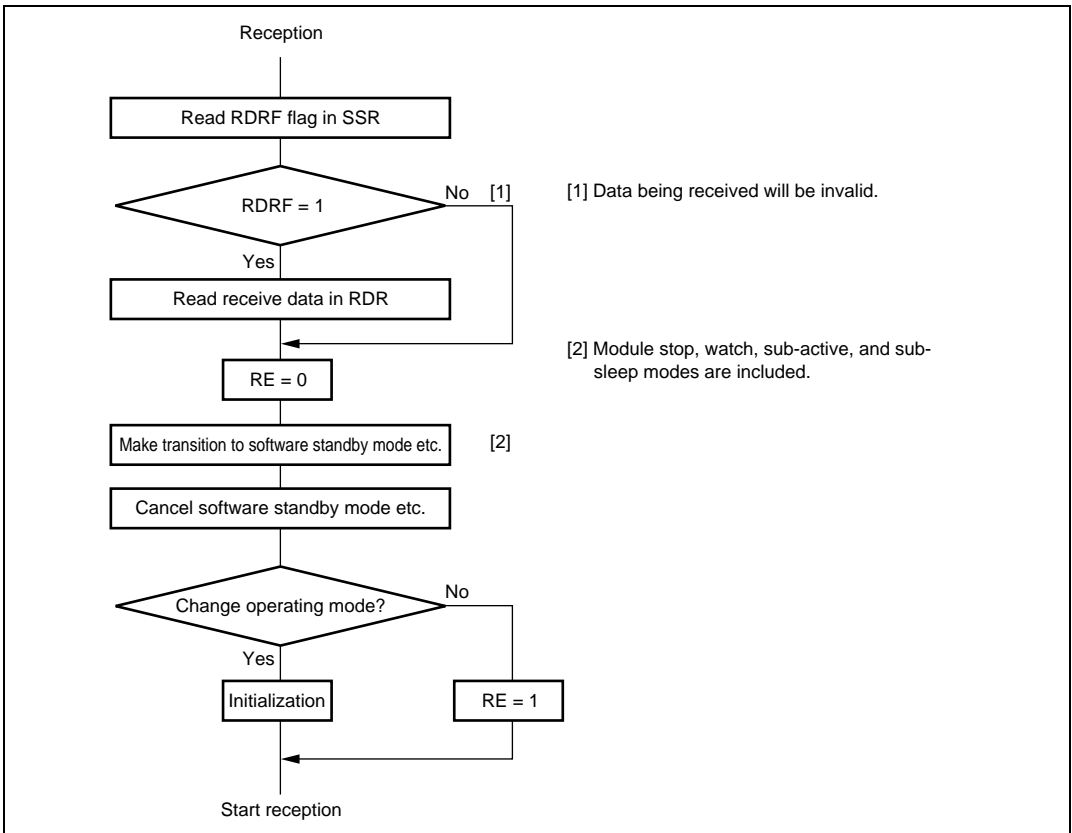 Reception
Read RDRF flag in SSR
RDRF = 1
No [1]
[1] Data being received will be invalid.
Yes
Read receive data in RDR
[2] Module stop, watch, sub-active, and sub-
sleep modes are included.
RE = 0
Make transition to software standby mode etc.
[2]
Cancel software standby mode etc.
Change operating mode?
No
Yes
Initialization
RE = 1
Start reception